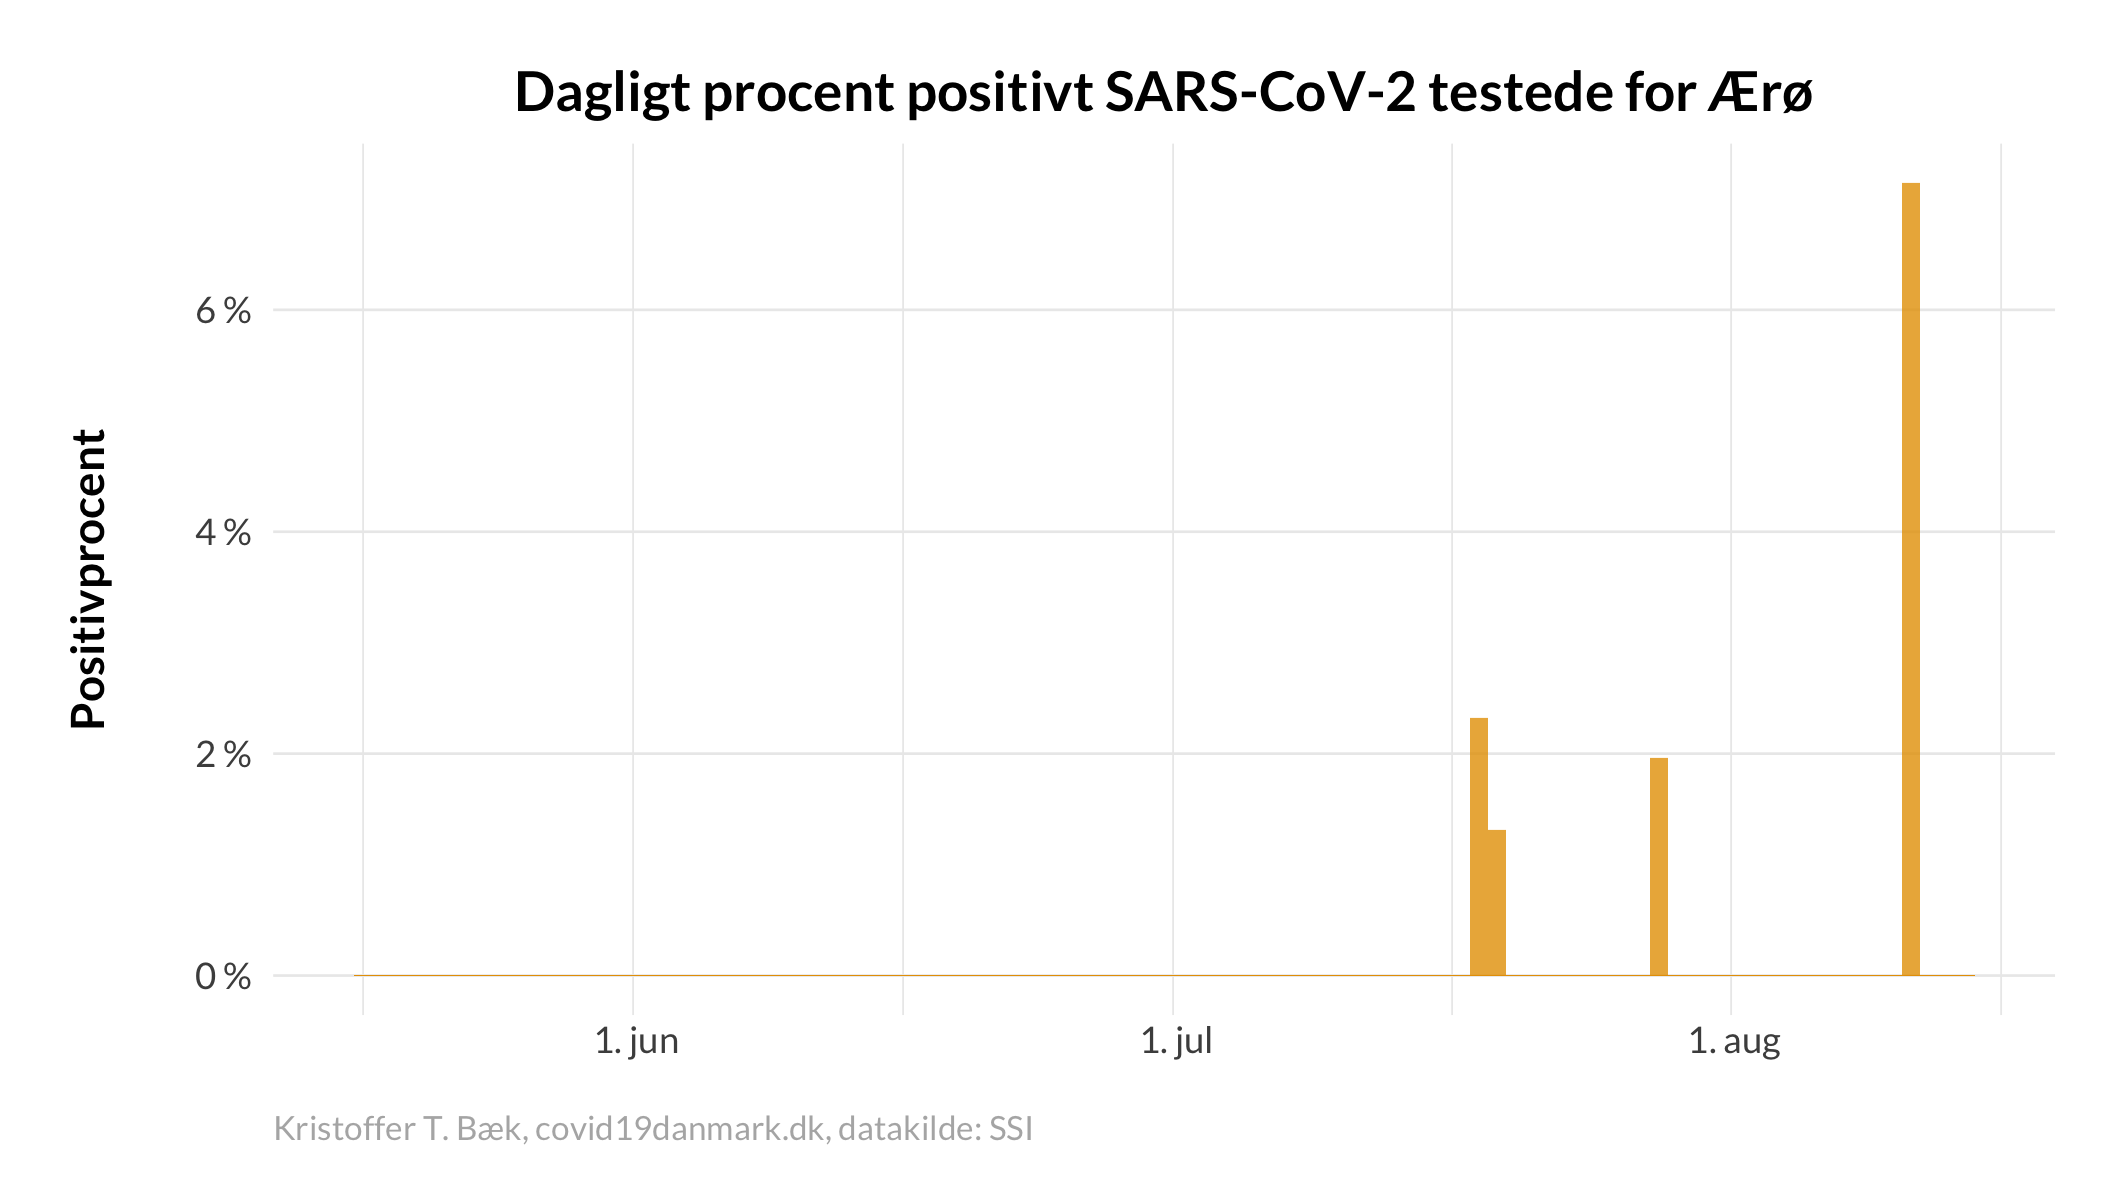 Dagligt procent positivt SARS-CoV-2 testede for Ærø
Positivprocent
6 %
4 %
2 %
0 %
1. jun
1. jul
1. aug
Kristoffer T. Bæk, covid19danmark.dk, datakilde: SSI